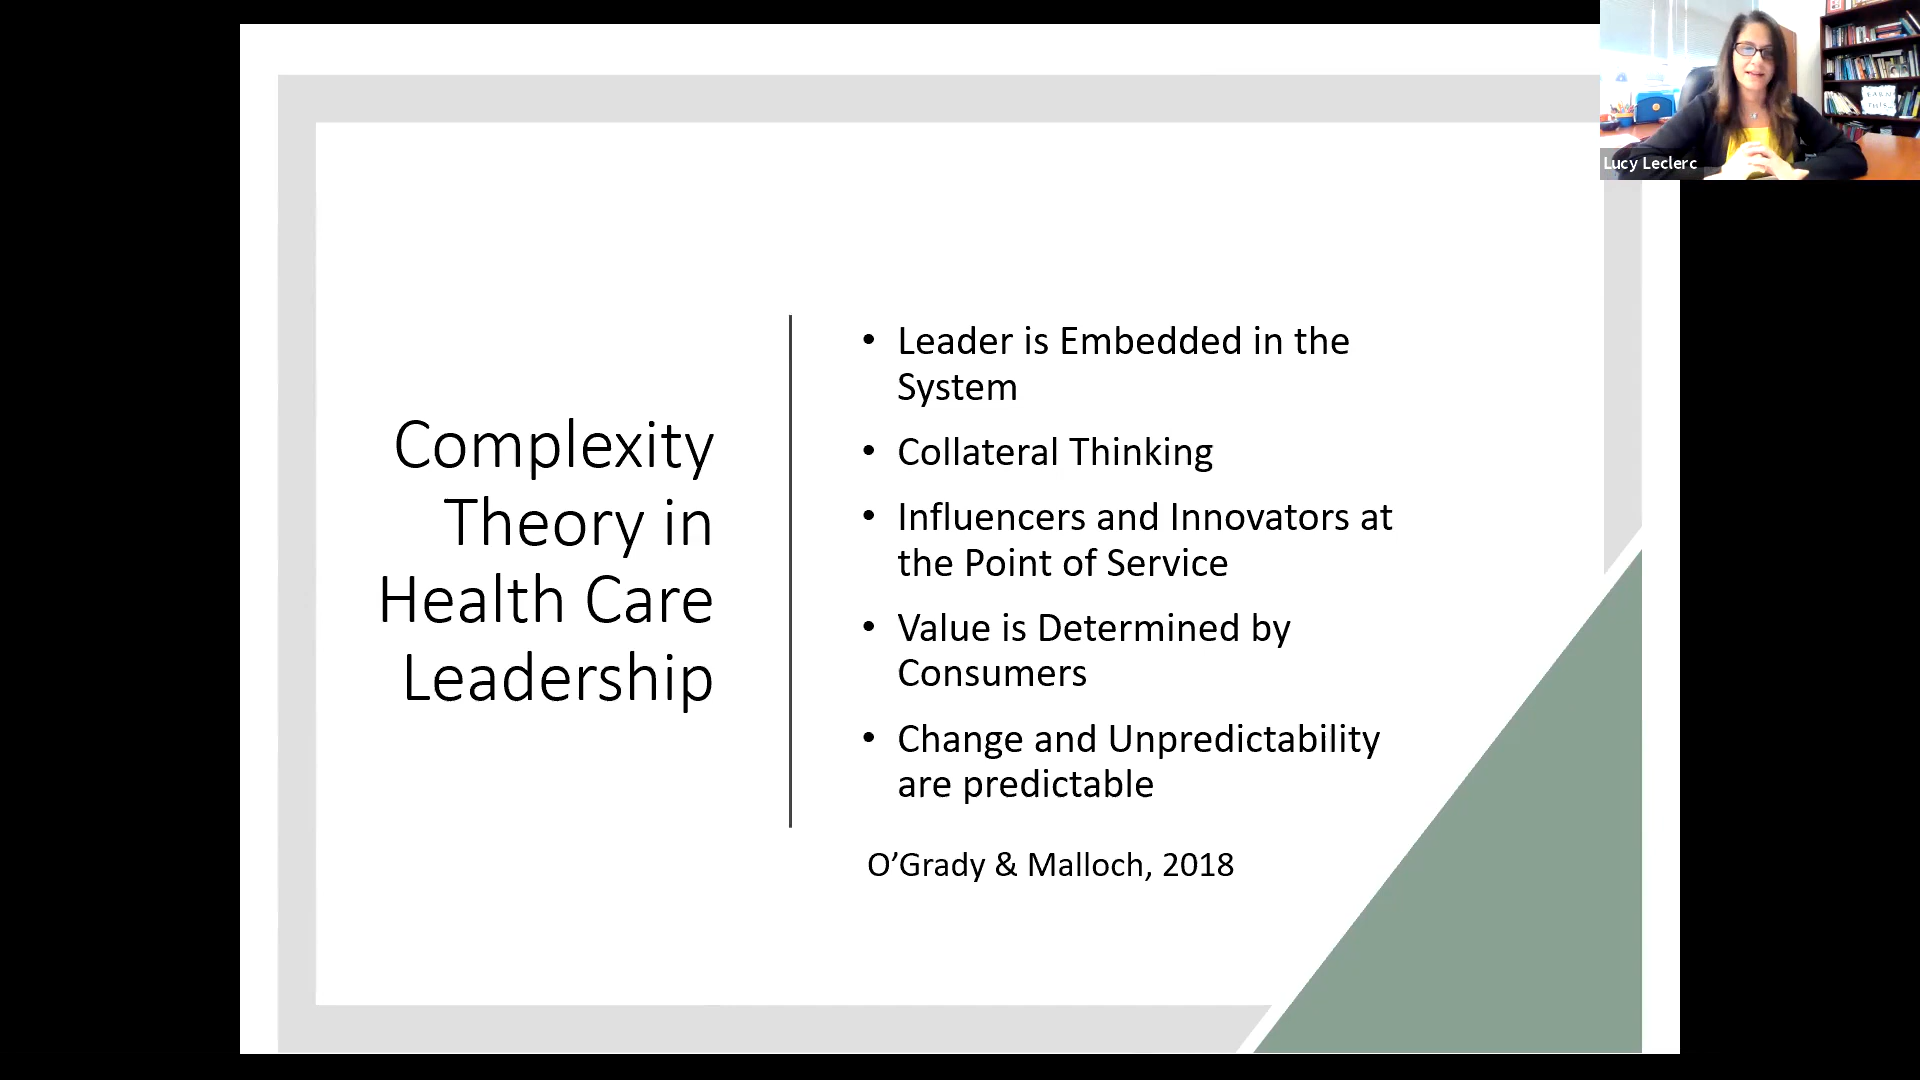 Complexity
Theory in
Health Care
Leadership
• Leader is Embedded in the
System
• Collateral Thinking
• Influencers and Innovators at
the Point of Service
• Value is Determined by
Consumers
• Change and Unpredictability
are predictable
O’Grady & Malloch, 2018
Lucy Leclerc